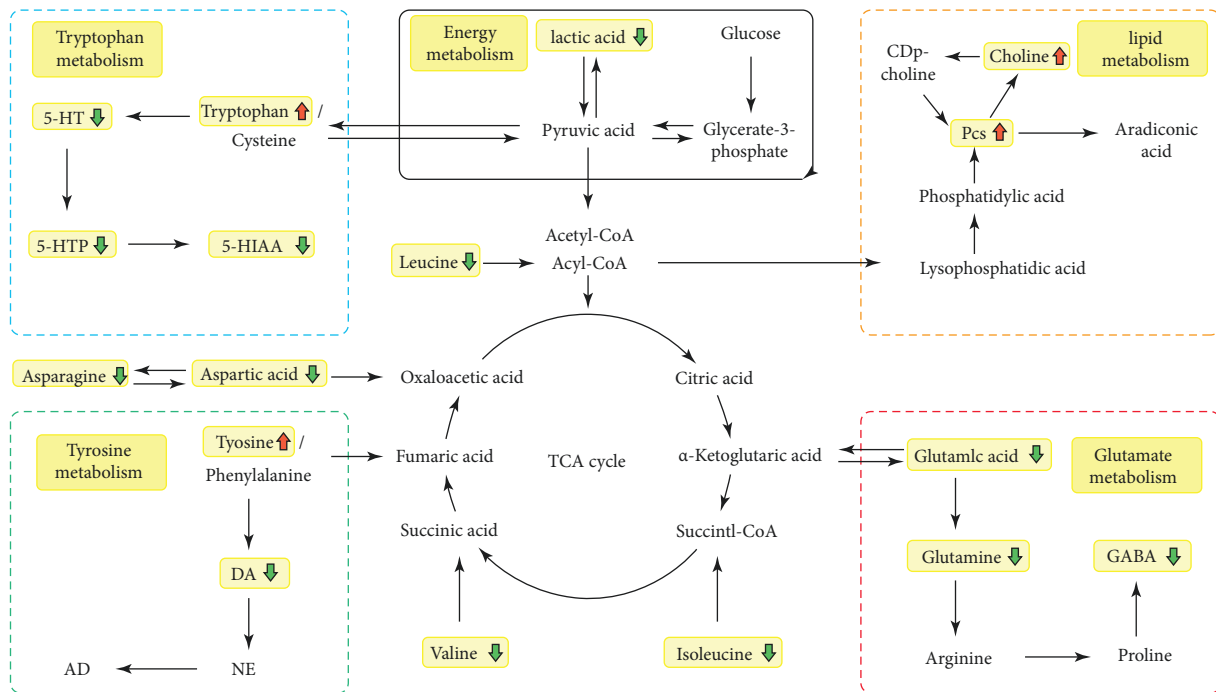 Tryptophan
metabolism
5-HT
Tryptophan /
Cysteine
5-HTP
5-HIAA
Energy
metabolism
lactic acid
Glucose
Pyruvic acid
Glycerate-3-
phosphate
CDp-
choline
Choline
lipid
metabolism
Pcs
Aradiconic
acid
Phosphatidylic acid
Lysophosphatidic acid
Acetyl-CoA
Acyl-CoA
Leucine
Asparagine
Aspartic acid
Oxaloacetic acid
Citric acid
Tyrosine
metabolism
Tyosine /
Phenylalanine
Fumaric acid
TCA cycle
α-Ketoglutaric acid
Glutamlc acid
Glutamate
metabolism
Succinic acid
Succintl-CoA
DA
Glutamine
GABA
Valine
Isoleucine
AD
NE
Arginine
Proline